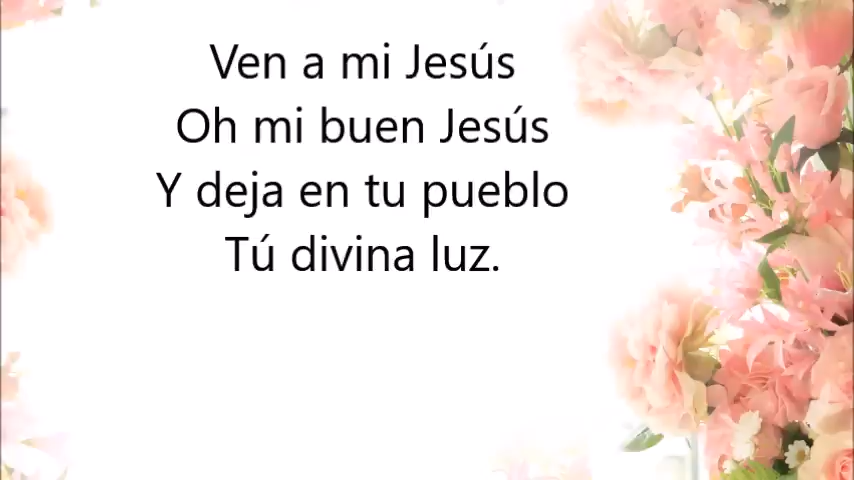 Ven a mi Jesús
Oh mi buen Jesús
Y deja en tu pueblo
Tú divina luz.